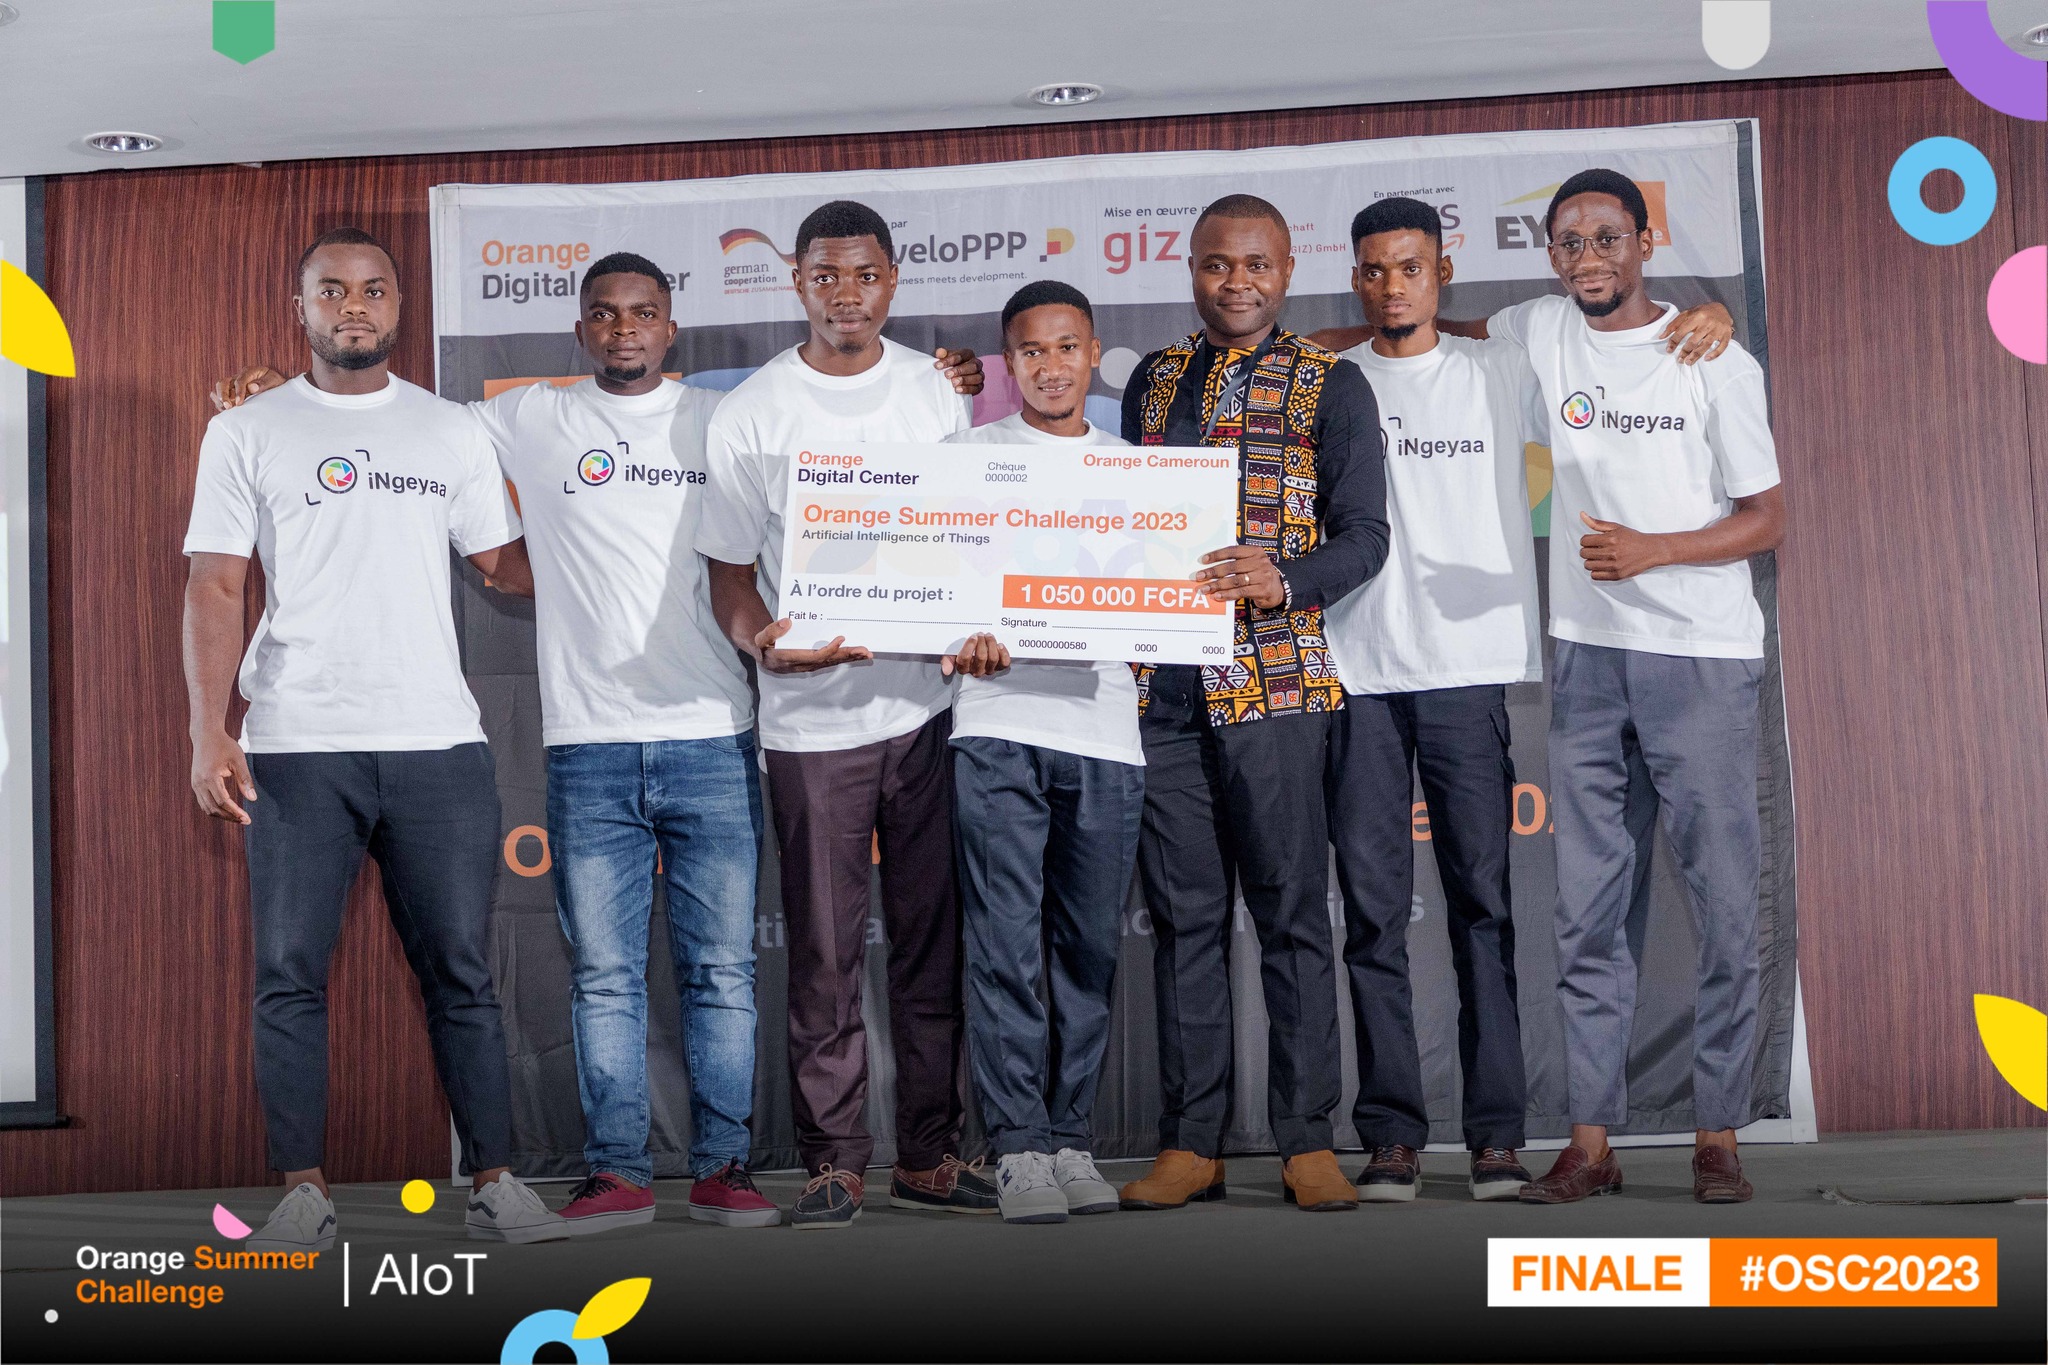 Orange
Digital
german
cooperation
veloPPP
business meets development.
Mise en œuvre
giz
(GIZ) GmbH
En partenariat avec
EY
iNgeyaa
iNgeyaa
iNgeyaa
iNgeyaa
Orange
Digital Center
Chèque
0000002
Orange Cameroun
Orange Summer Challenge 2023
Artificial Intelligence of Things
À l'ordre du projet :
1 050 000 FCFA
Fait le :
Signature
000000000580
0000
0000
Orange Summer
Challenge
AIoT
FINALE
#OSC2023